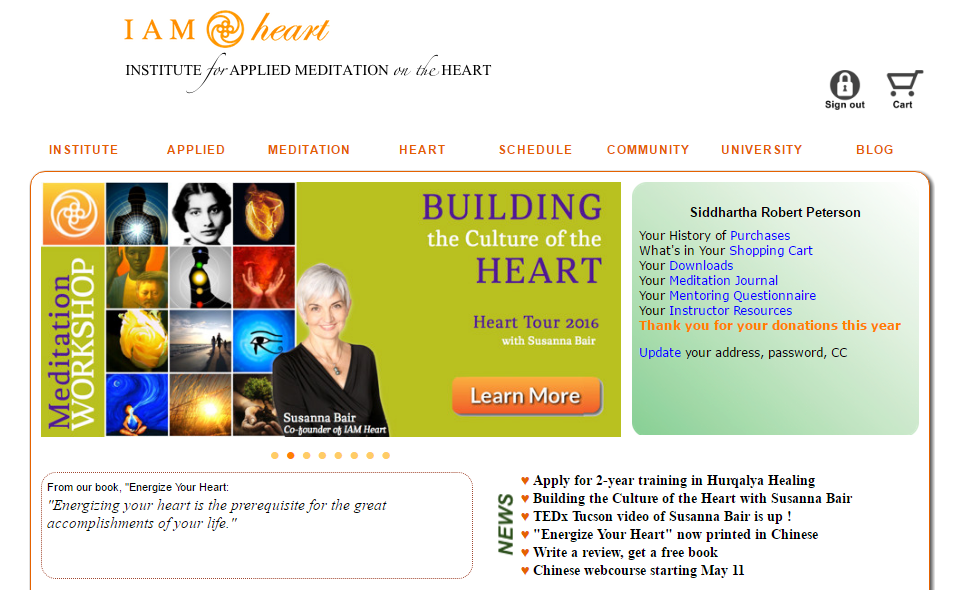 I AM heart
INSTITUTE for APPLIED MEDITATION on the HEART
Sign out
Cart
INSTITUTE
APPLIED
MEDITATION
HEART
SCHEDULE
COMMUNITY
UNIVERSITY
BLOG
Meditation
WORKSHOP
BUILDING
the Culture of the
HEART
Heart Tour 2016
with Susanna Bair
Learn More
Susanna Bair
Co-founder of IAM Heart
Siddhartha Robert Peterson
Your History of Purchases
What's in Your Shopping Cart
Your Downloads
Your Meditation Journal
Your Mentoring Questionnaire
Your Instructor Resources
Thank you for your donations this year
Update your address, password, CC
From our book, "Energize Your Heart:
"Energizing your heart is the prerequisite for the great
accomplishments of your life."
NEWS
♥ Apply for 2-year training in Hurqalya Healing
♥ Building the Culture of the Heart with Susanna Bair
♥ TEDx Tucson video of Susanna Bair is up !
♥ "Energize Your Heart" now printed in Chinese
♥ Write a review, get a free book
♥ Chinese webcourse starting May 11